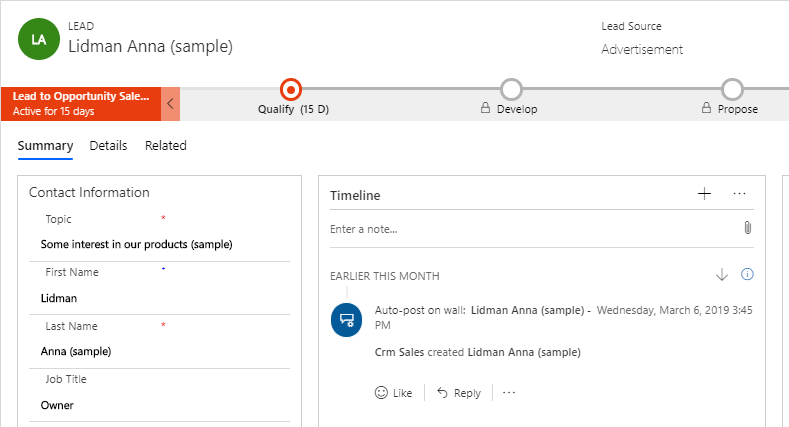 LA
LEAD
Lidman Anna (sample)
Lead Source
Advertisement
Lead to Opportunity Sale...
Active for 15 days
Qualify (15 D)
Develop
Propose
Summary Details Related
Contact Information
Topic *
Some interest in our products (sample)
First Name *
Lidman
Last Name *
Anna (sample)
Job Title
Owner
Timeline
Enter a note...
EARLIER THIS MONTH
Auto-post on wall: Lidman Anna (sample) - Wednesday, March 6, 2019 3:45
PM
Crm Sales created Lidman Anna (sample)
Like Reply ...